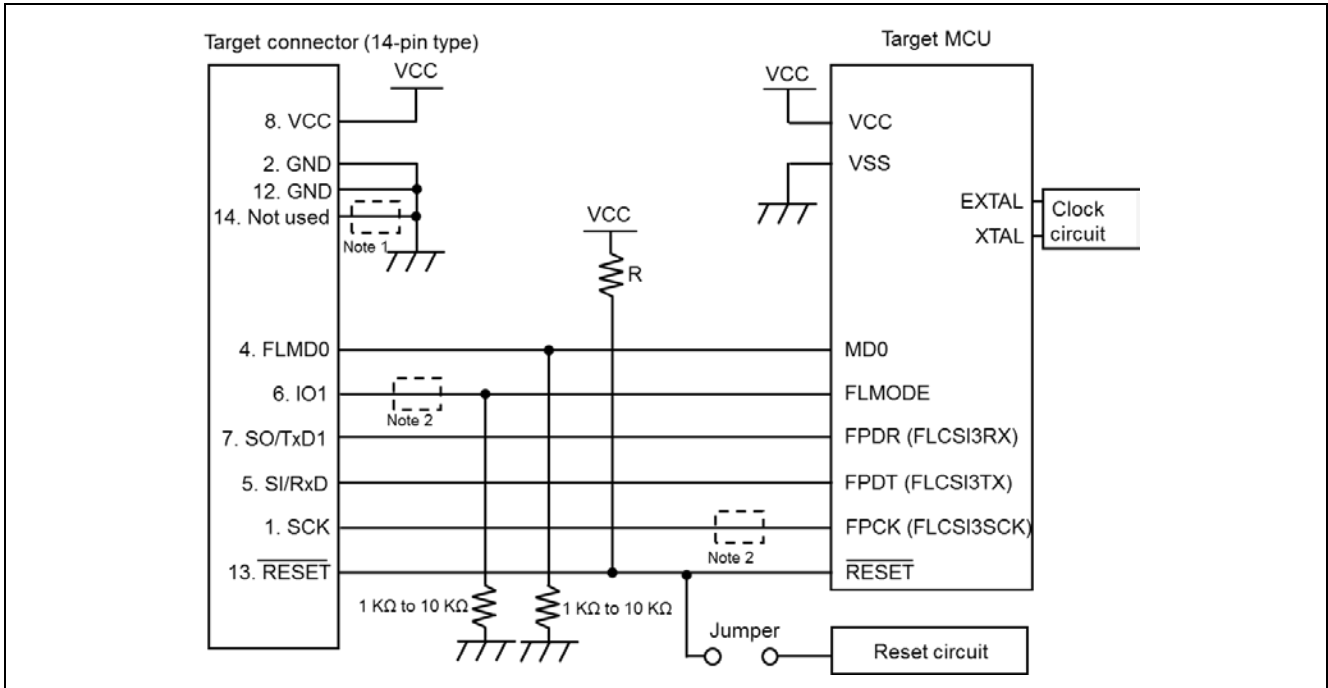 Target connector (14-pin type)
Target MCU
VCC
VCC
8. VCC
VCC
2. GND
VSS
12. GND
14. Not used
Note 1
VCC
EXTAL
XTAL
Clock
circuit
R
4. FLMD0
MD0
6. IO1
FLMODE
Note 2
7. SO/TxD1
FPDR (FLCSI3RX)
5. SI/RxD
FPDT (FLCSI3TX)
1. SCK
FPCK (FLCSI3SCK)
Note 2
13. RESET
RESET
1 KΩ to 10 KΩ
1 KΩ to 10 KΩ
Jumper
Reset circuit